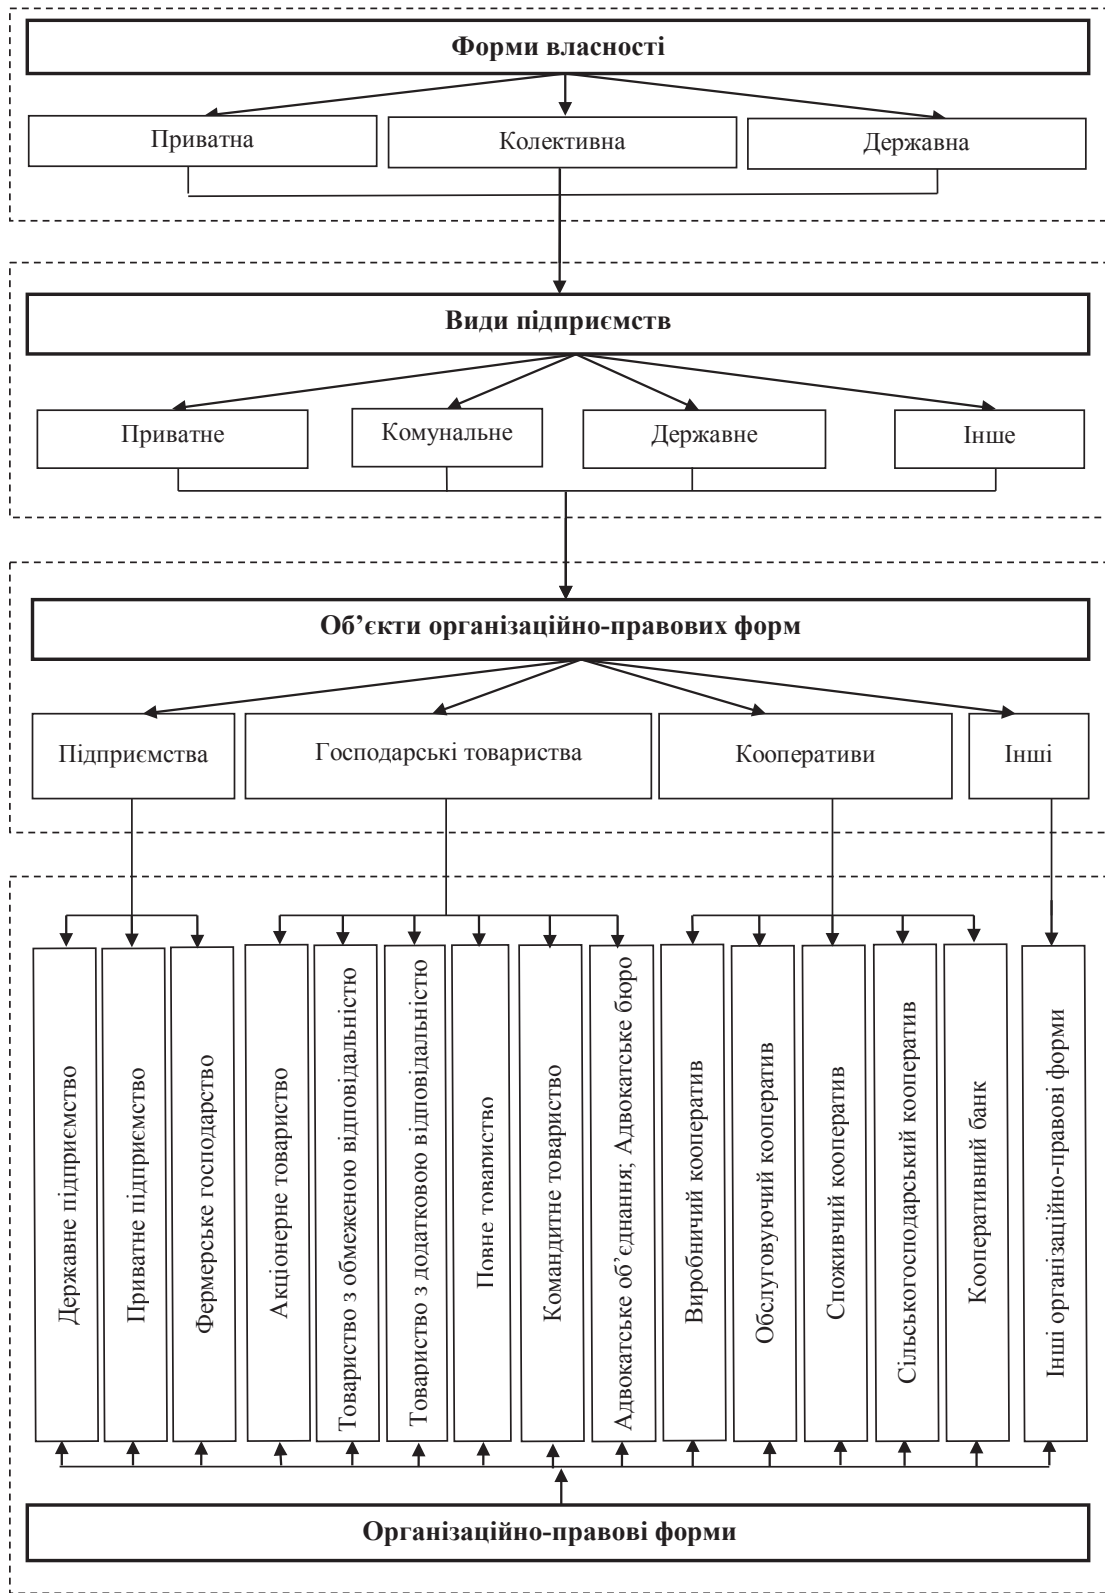 Форми власності
Приватна
Колективна
Державна
Види підприємств
Приватне
Комунальне
Державне
Інше
Об’єкти організаційно-правових форм
Підприємства
Господарські товариства
Кооперативи
Інші
Державне підприємство
Приватне підприємство
Фермерське господарство
Акціонерне товариство
Товариство з обмеженою відповідальністю
Товариство з додатковою відповідальністю
Повне товариство
Командитне товариство
Адвокатське об’єднання; Адвокатське бюро
Виробничий кооператив
Обслуговуючий кооператив
Споживчий кооператив
Сільськогосподарський кооператив
Кооперативний банк
Інші організаційно-правові форми
Організаційно-правові форми